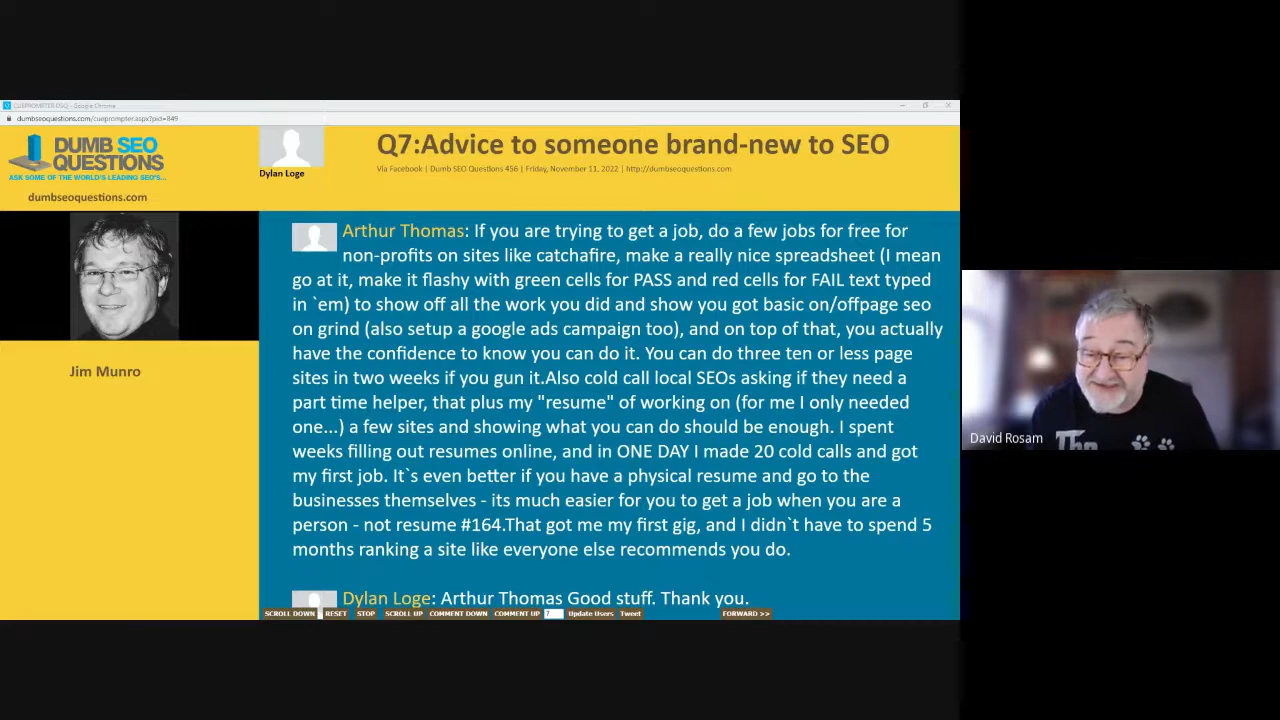 dumbseoquestions.com/cueprompter.aspx?pid=849
DUMB SEO
QUESTIONS
ASK SOME OF THE WORLD'S LEADING SEO'S...
dumbseoquestions.com
Dylan Loge
Q7:Advice to someone brand-new to SEO
Via Facebook | Dumb SEO Questions 456 | Friday, November 11, 2022 | http://dumbseoquestions.com
Jim Munro
Arthur Thomas: If you are trying to get a job, do a few jobs for free for
non-profits on sites like catchafire, make a really nice spreadsheet (I mean
go at it, make it flashy with green cells for PASS and red cells for FAIL text typed
in `em) to show off all the work you did and show you got basic on/offpage seo
on grind (also setup a google ads campaign too), and on top of that, you actually
have the confidence to know you can do it. You can do three ten or less page
sites in two weeks if you gun it.Also cold call local SEOs asking if they need a
part time helper, that plus my "resume" of working on (for me I only needed
one...) a few sites and showing what you can do should be enough. I spent
weeks filling out resumes online, and in ONE DAY I made 20 cold calls and got
my first job. It`s even better if you have a physical resume and go to the
businesses themselves - its much easier for you to get a job when you are a
person - not resume #164.That got me my first gig, and I didn`t have to spend 5
months ranking a site like everyone else recommends you do.
Dylan Loge: Arthur Thomas Good stuff. Thank you.
SCROLL DOWN RESET STOP SCROLL UP COMMENT DOWN COMMENT UP 7 Update Users Tweet FORWARD >>
David Rosam